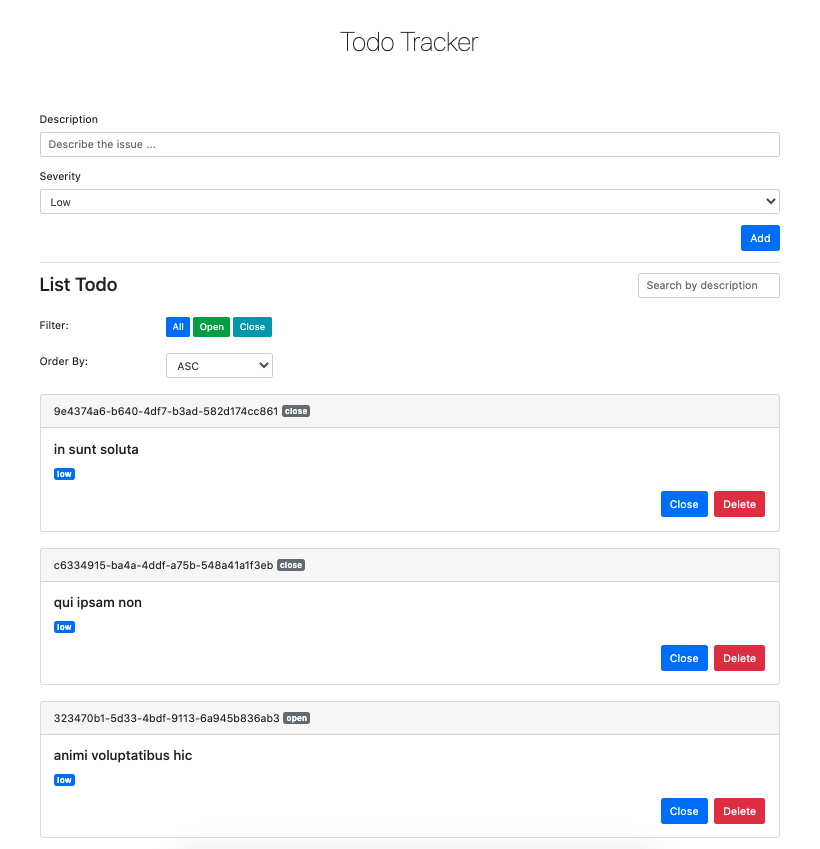 Todo Tracker
Description
Describe the issue ...
Severity
Low
Add
List Todo
Search by description
Filter:
All Open Close
Order By:
ASC
9e4374a6-b640-4df7-b3ad-582d174cc861 close
in sunt soluta
low
Close Delete
c6334915-ba4a-4ddf-a75b-548a41a1f3eb close
qui ipsam non
low
Close Delete
323470b1-5d33-4bdf-9113-6a945b836ab3 open
animi voluptatibus hic
low
Close Delete